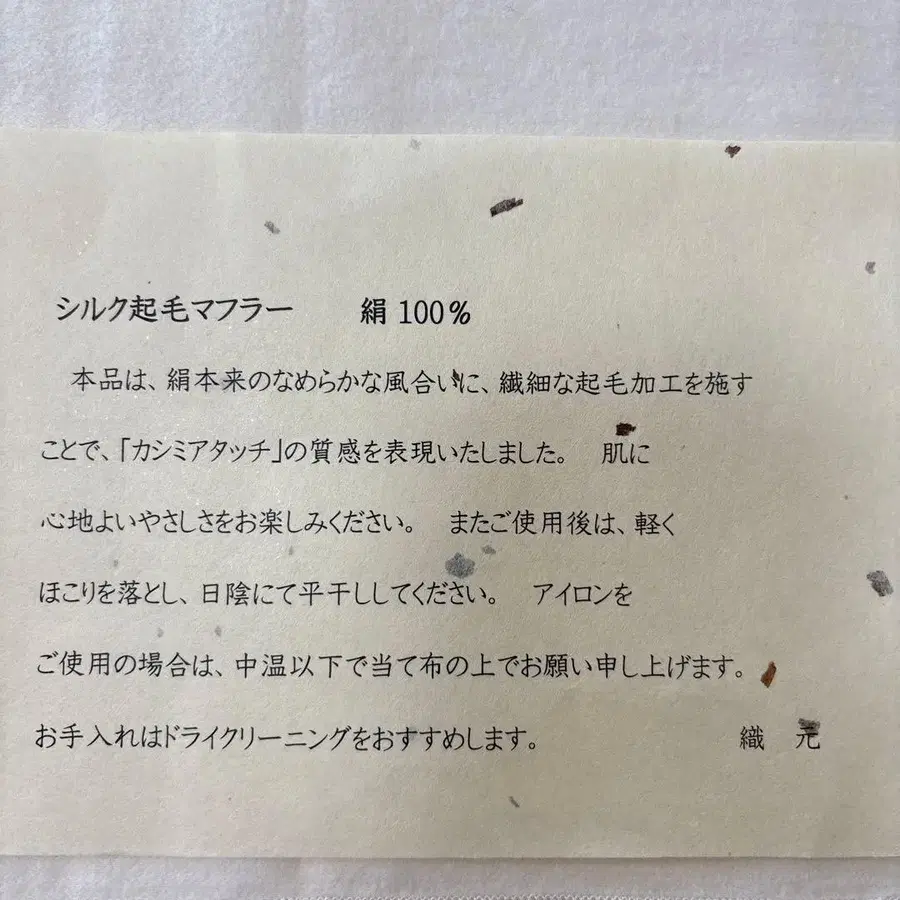 シルク起毛マフラー　　絹 100%
本品は、絹本来のなめらかな風合いに、繊細な起毛加工を施す
ことで、「カシミアタッチ」の質感を表現いたしました。　肌に
心地よいやさしさをお楽しみください。　またご使用後は、軽く
ほこりを落とし、日陰にて平干ししてください。　アイロンを
ご使用の場合は、中温以下で当て布の上でお願い申し上げます。
お手入れはドライクリーニングをおすすめします。　　　　織　元